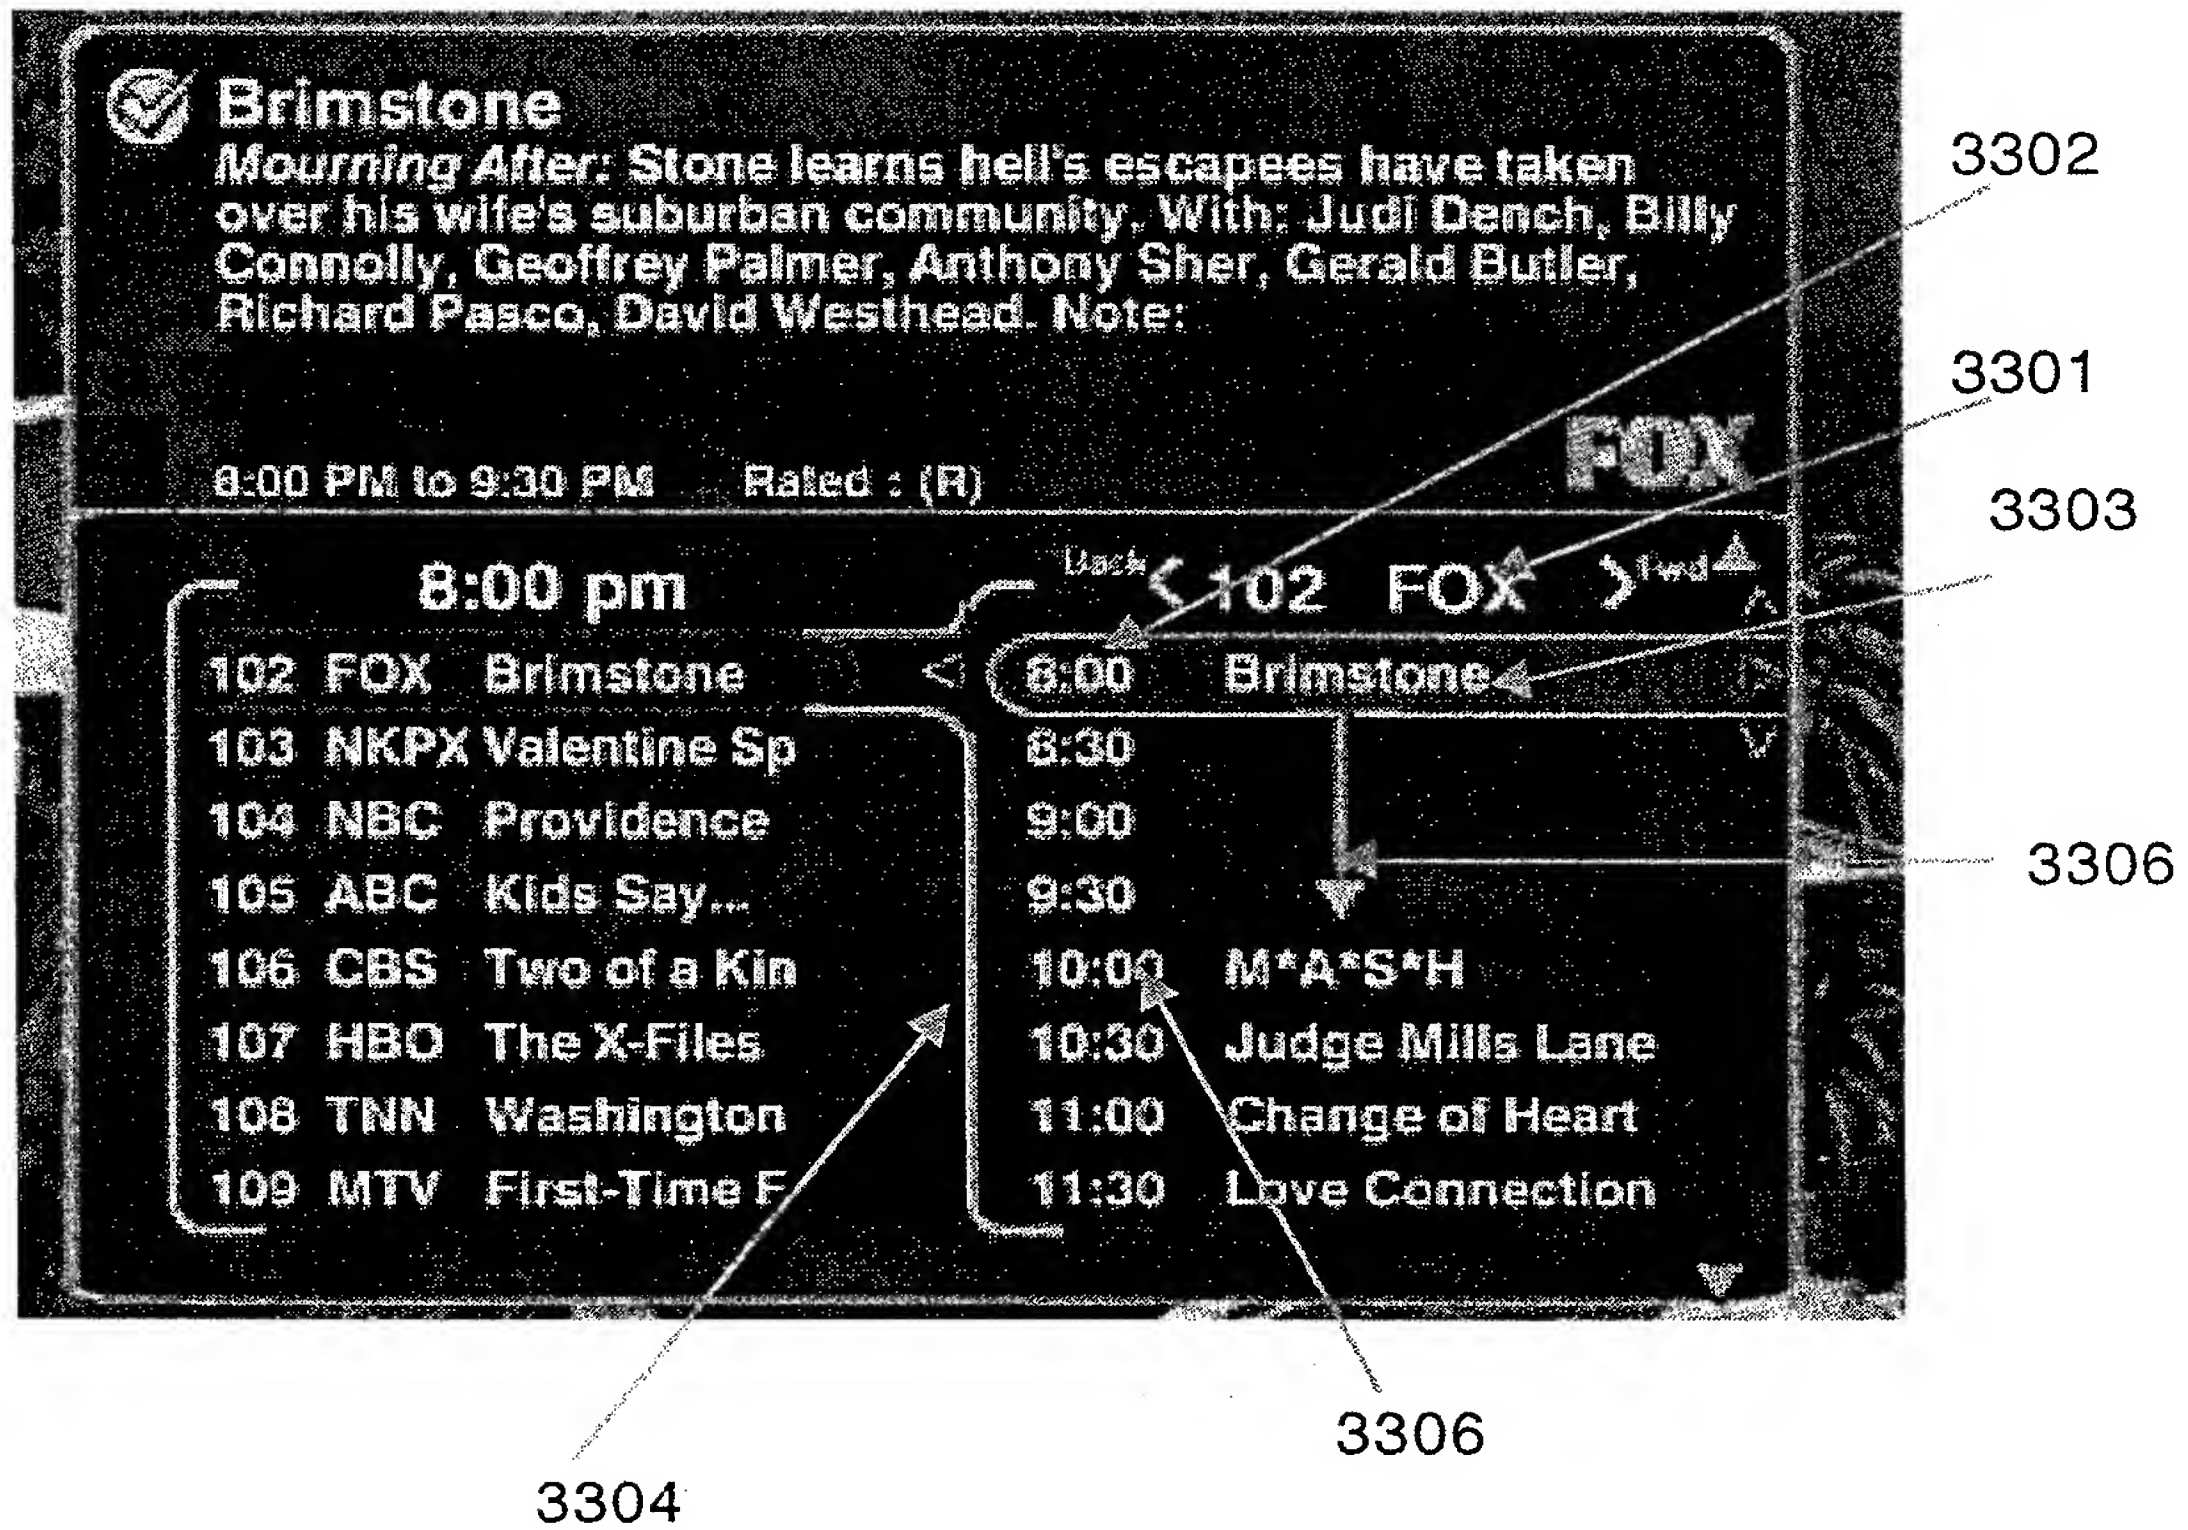 Brimstone
Mourning After: Stone learns hell's escapees have taken
over his wife's suburban community. With: Judi Dench, Billy
Connolly, Geoffrey Palmer, Anthony Sher, Gerald Butler,
Richard Pasco, David Westhead. Note:
FOX
8:00 PM to 9:30 PM Rated : (R)
8:00 pm
102 FOX Brimstone
103 NKPX Valentine Sp
104 NBC Providence
105 ABC Kids Say...
106 CBS Two of a Kin
107 HBO The X-Files
108 TNN Washington
109 MTV First-Time F
Back < 102 FOX > Fwd
8:00 Brimstone
8:30
9:00
9:30
10:00 M*A*S*H
10:30 Judge Mills Lane
11:00 Change of Heart
11:30 Love Connection
3302
3301
3303
3306
3306
3304